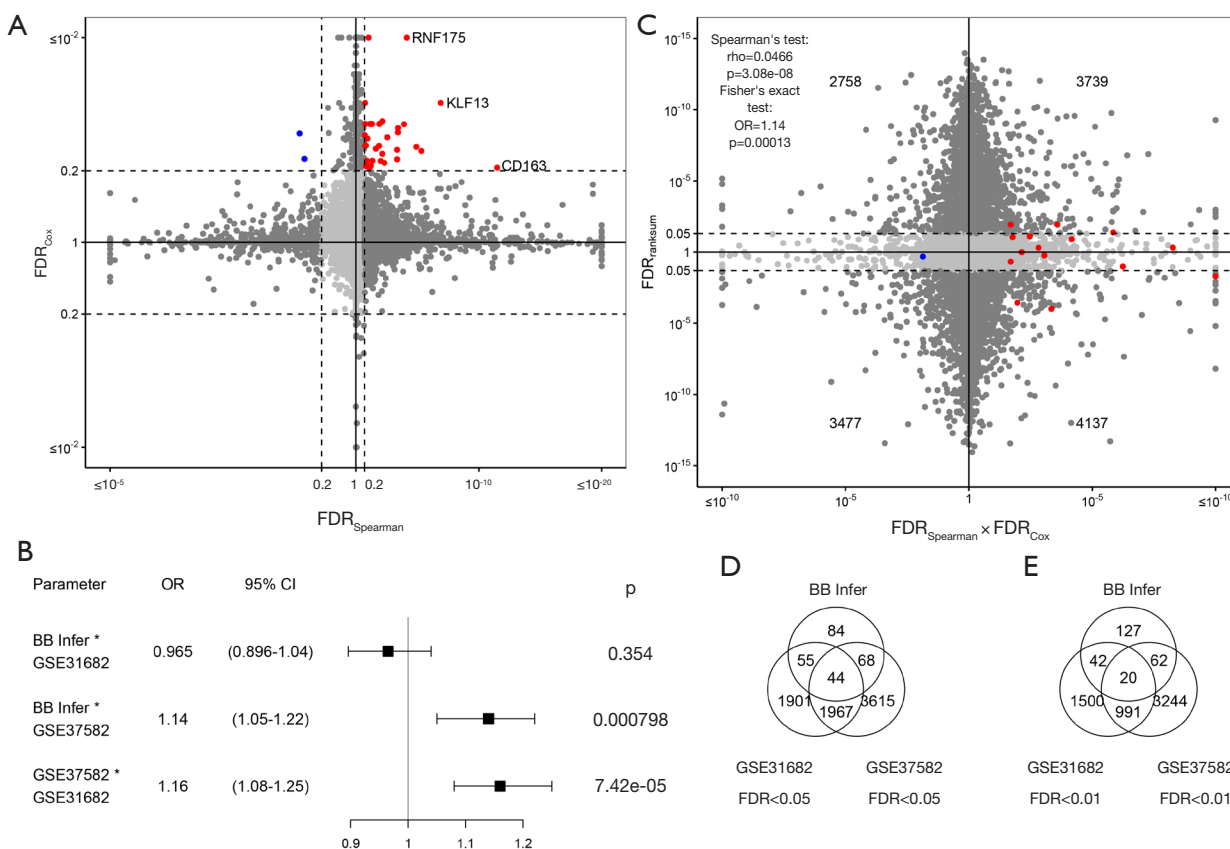 A
≤10-2
0.2
1
0.2
≤10-2
FDRCox
RNF175
KLF13
CD163
≤10-5
0.2
1
0.2
10-10
≤10-20
FDRSpearman
C
10-15
10-10
10-5
0.05
1
0.05
10-5
10-10
10-15
FDRranksum
Spearman's test:
rho=0.0466
p=3.08e-08
Fisher's exact
test:
OR=1.14
p=0.00013
2758
3739
3477
4137
≤10-10
10-5
1
10-5
≤10-10
FDRSpearman × FDRCox
B
Parameter OR 95% CI p
BB Infer *
GSE31682
0.965 (0.896-1.04) 0.354
BB Infer *
GSE37582
1.14 (1.05-1.22) 0.000798
GSE37582 *
GSE31682
1.16 (1.08-1.25) 7.42e-05
0.9 1 1.1 1.2
D
BB Infer
84
55 68
44
1901 3615
1967
GSE31682 GSE37582
FDR<0.05 FDR<0.05
E
BB Infer
127
42 62
20
1500 3244
991
GSE31682 GSE37582
FDR<0.01 FDR<0.01